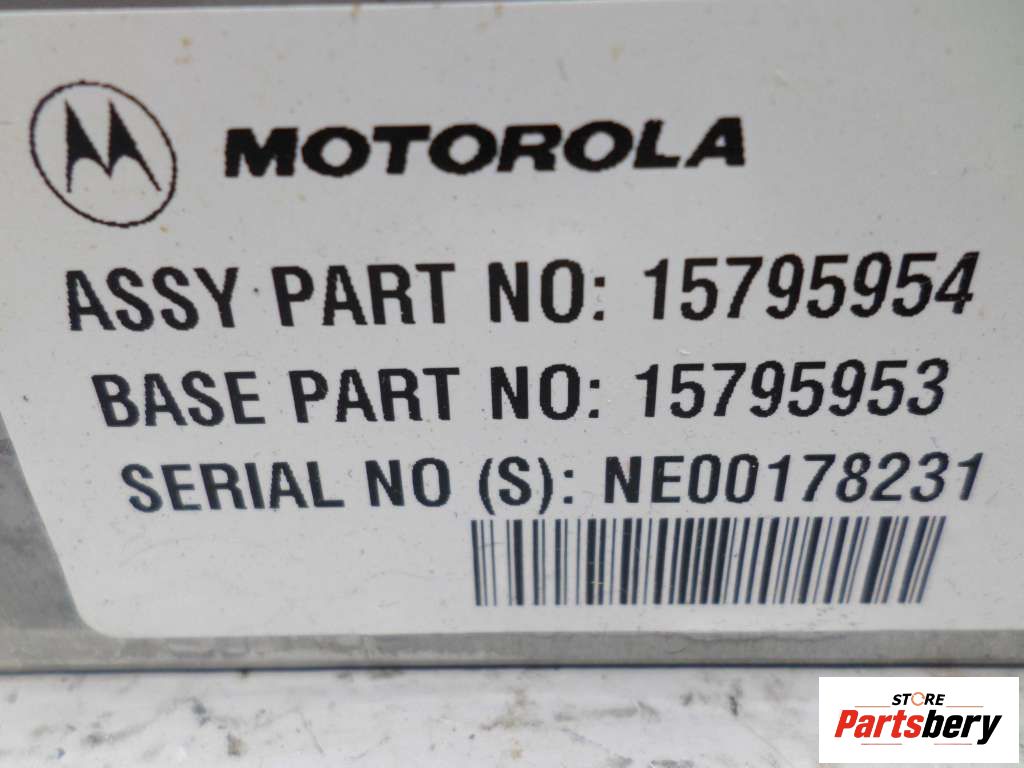 MOTOROLA
ASSY PART NO: 15795954
BASE PART NO: 15795953
SERIAL NO (S): NE00178231
STORE
Partsbery